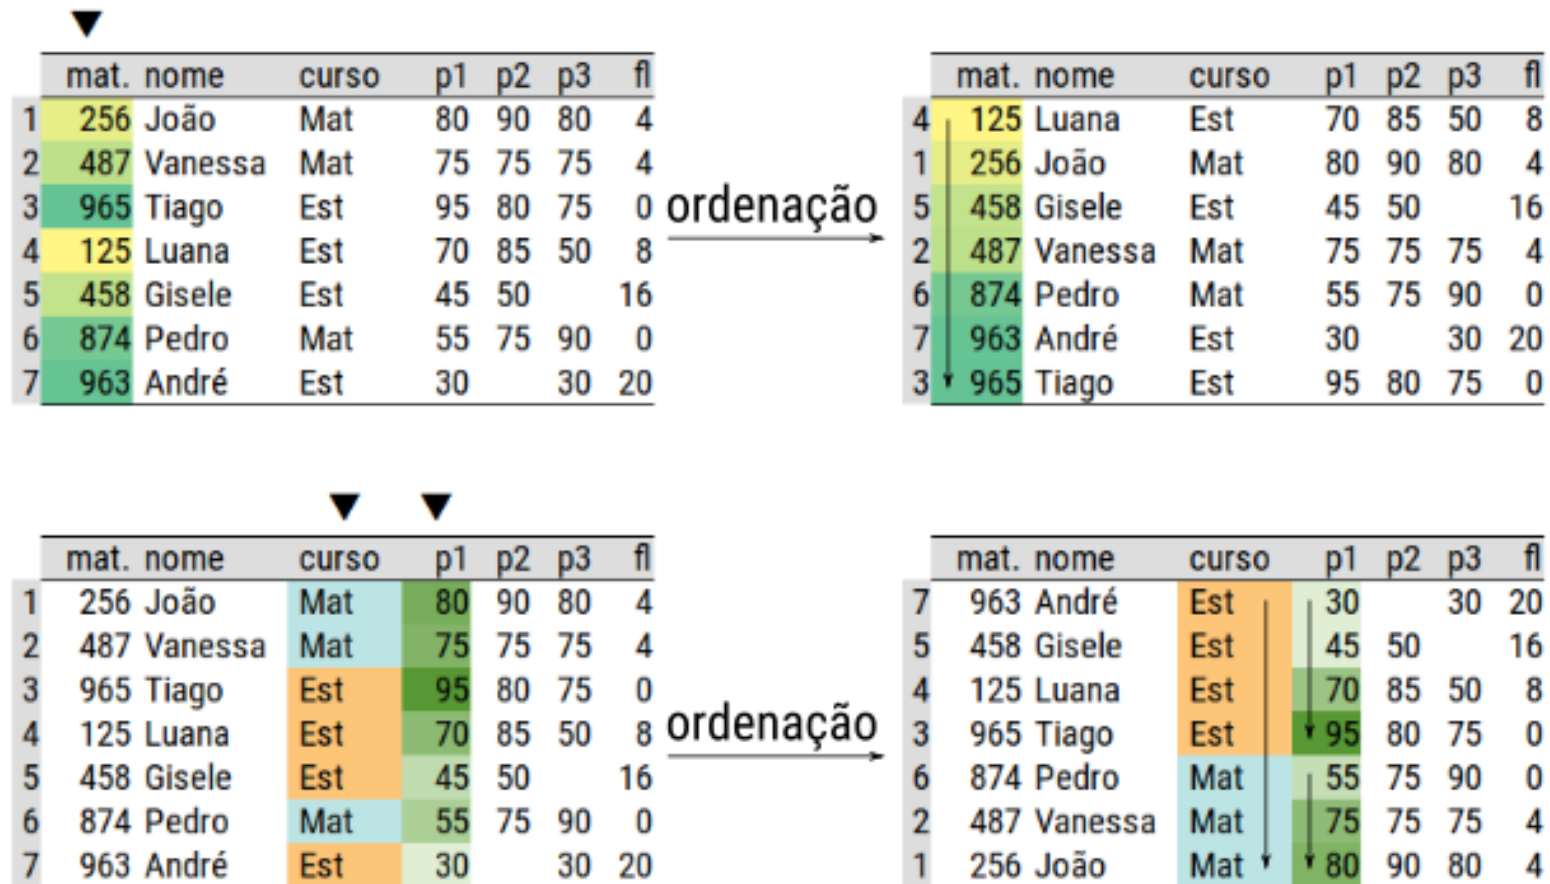 mat. nome curso p1 p2 p3 fl
1 256 João Mat 80 90 80 4
2 487 Vanessa Mat 75 75 75 4
3 965 Tiago Est 95 80 75 0
4 125 Luana Est 70 85 50 8
5 458 Gisele Est 45 50 16
6 874 Pedro Mat 55 75 90 0
7 963 André Est 30 30 20
ordenação
mat. nome curso p1 p2 p3 fl
4 125 Luana Est 70 85 50 8
1 256 João Mat 80 90 80 4
5 458 Gisele Est 45 50 16
2 487 Vanessa Mat 75 75 75 4
6 874 Pedro Mat 55 75 90 0
7 963 André Est 30 30 20
3 965 Tiago Est 95 80 75 0
mat. nome curso p1 p2 p3 fl
1 256 João Mat 80 90 80 4
2 487 Vanessa Mat 75 75 75 4
3 965 Tiago Est 95 80 75 0
4 125 Luana Est 70 85 50 8
5 458 Gisele Est 45 50 16
6 874 Pedro Mat 55 75 90 0
7 963 André Est 30 30 20
ordenação
mat. nome curso p1 p2 p3 fl
7 963 André Est 30 30 20
5 458 Gisele Est 45 50 16
4 125 Luana Est 70 85 50 8
3 965 Tiago Est 95 80 75 0
6 874 Pedro Mat 55 75 90 0
2 487 Vanessa Mat 75 75 75 4
1 256 João Mat 80 90 80 4